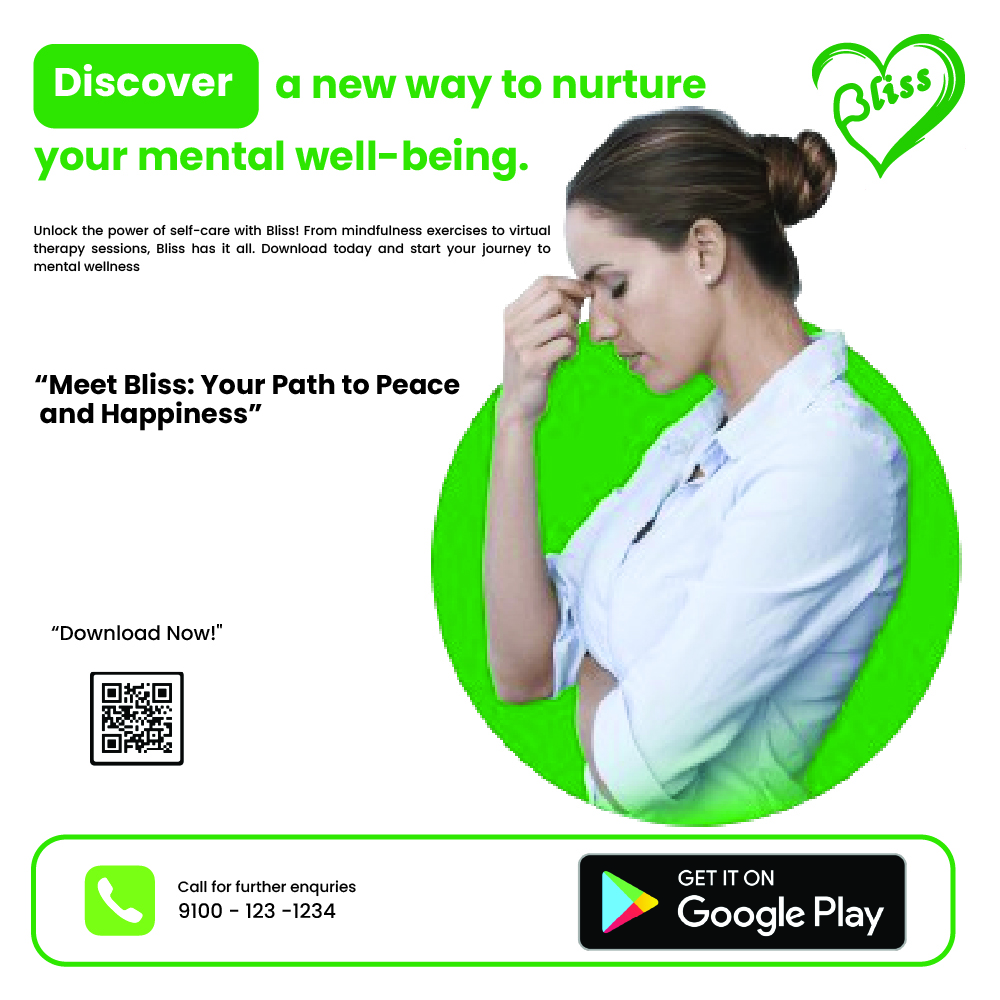 Discover a new way to nurture
your mental well-being.
Bliss
Unlock the power of self-care with Bliss! From mindfulness exercises to virtual
therapy sessions, Bliss has it all. Download today and start your journey to
mental wellness
“Meet Bliss: Your Path to Peace
and Happiness”
“Download Now!"
Call for further enquries
9100 - 123 -1234
GET IT ON
Google Play